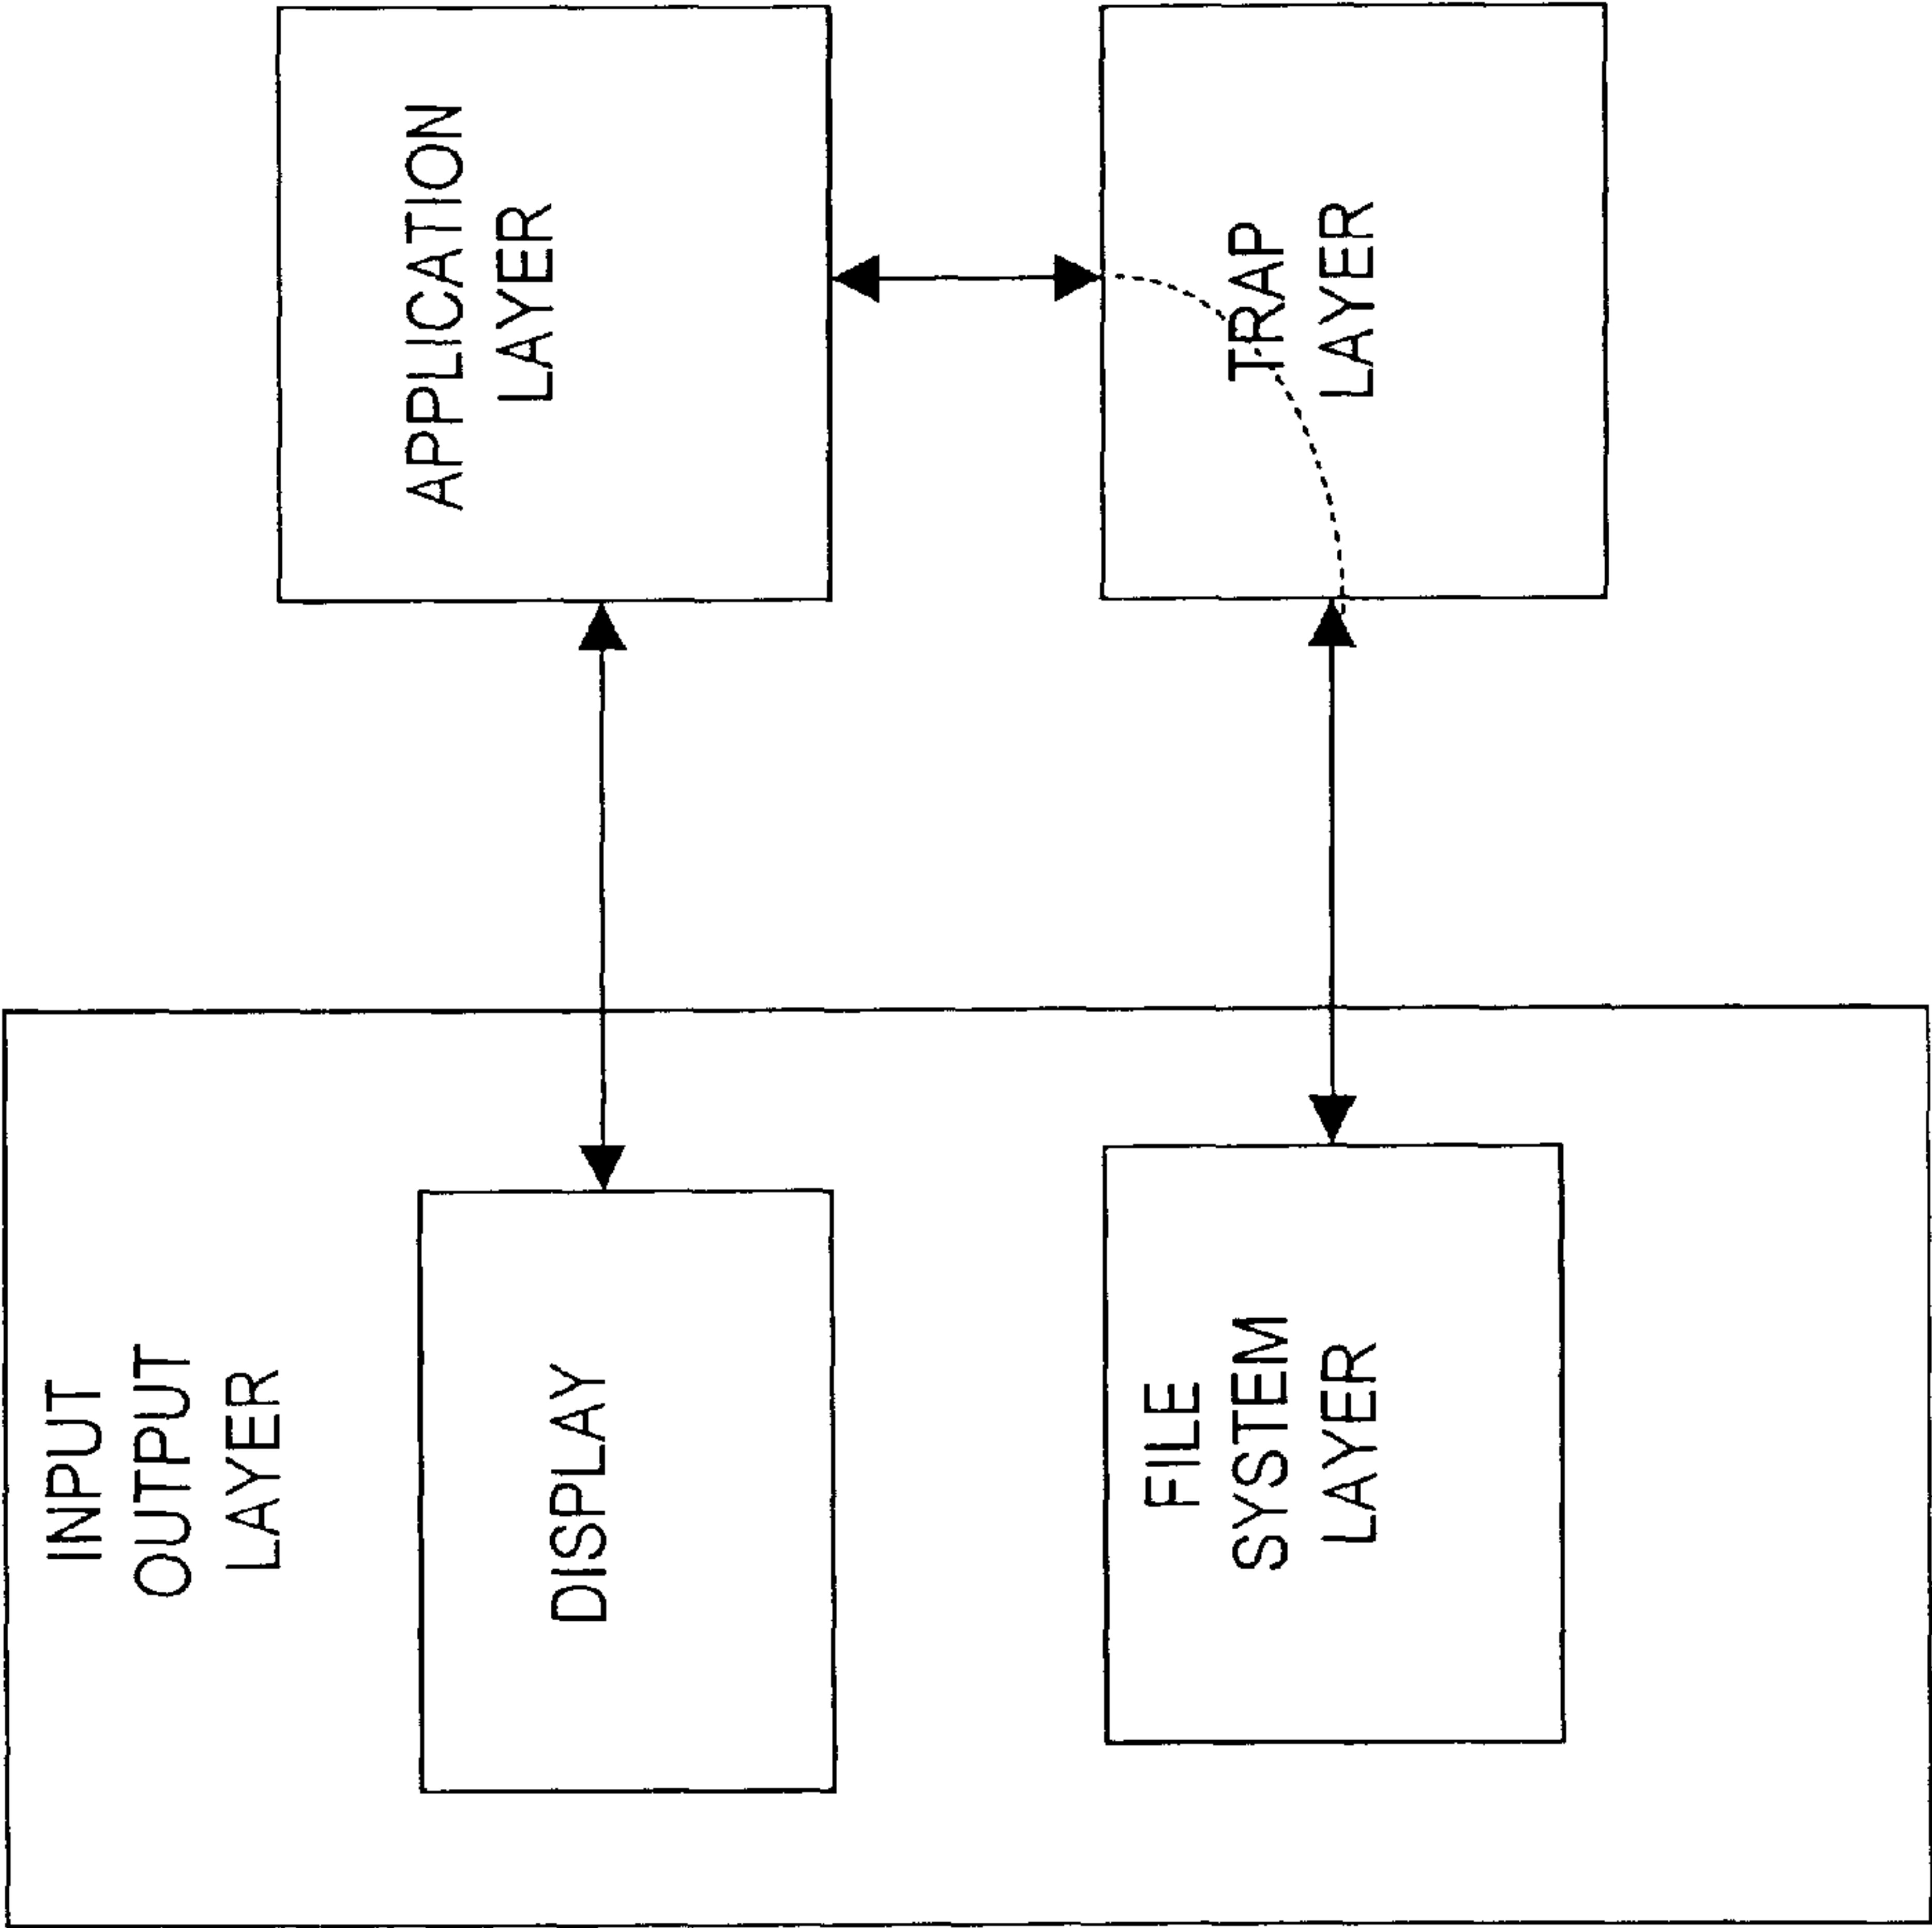 INPUT
OUTPUT
LAYER
DISPLAY
FILE
SYSTEM
LAYER
APPLICATION
LAYER
TRAP
LAYER